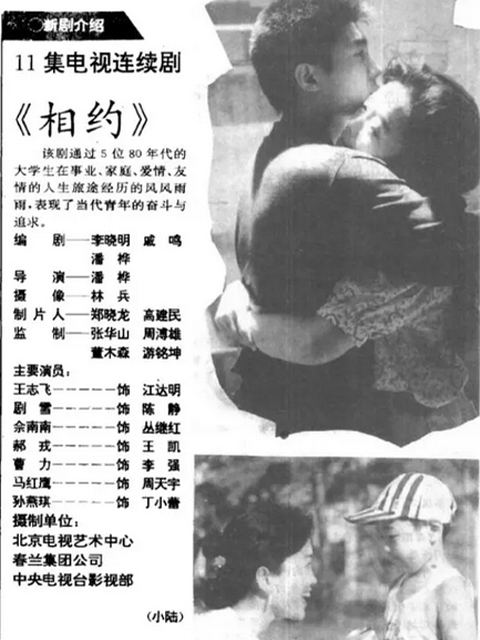 新剧介绍
11集电视连续�
《相约》
该剧通过5位80年代的
大学生在事业、家庭、爱情、友
情的人生旅途经历的风风雨
雨，表现了当代青年的奋斗与
追求。
编 剧——李晓明 戚 鸣
潘 桦
导 演——潘 桦
摄 像——林 兵
制片人——郑晓龙 高建民
监 制——张华山 周溥雄
董木森 游铭坤
主要演员：
王志飞————饰 江达明
剧 雪————饰 陈 静
佘南南————饰 丛继红
郝 戎————饰 王 凯
曹 力————饰 李 强
马红鹰————饰 周天宇
孙燕琪————饰 丁小蕾
摄制单位：
北京电视艺术中心
春兰集团公司
中央电视台影视部
（小陆）